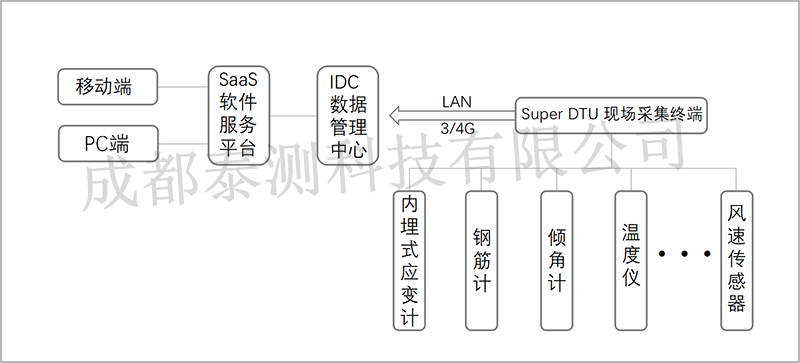 移动端
PC端
SaaS
软件
服务
平台
IDC
数据
管理
中心
LAN
3/4G
Super DTU 现场采集终端
成都泰测科技有限公司
内埋式应变计
钢筋计
倾角计
温度仪
风速传感器